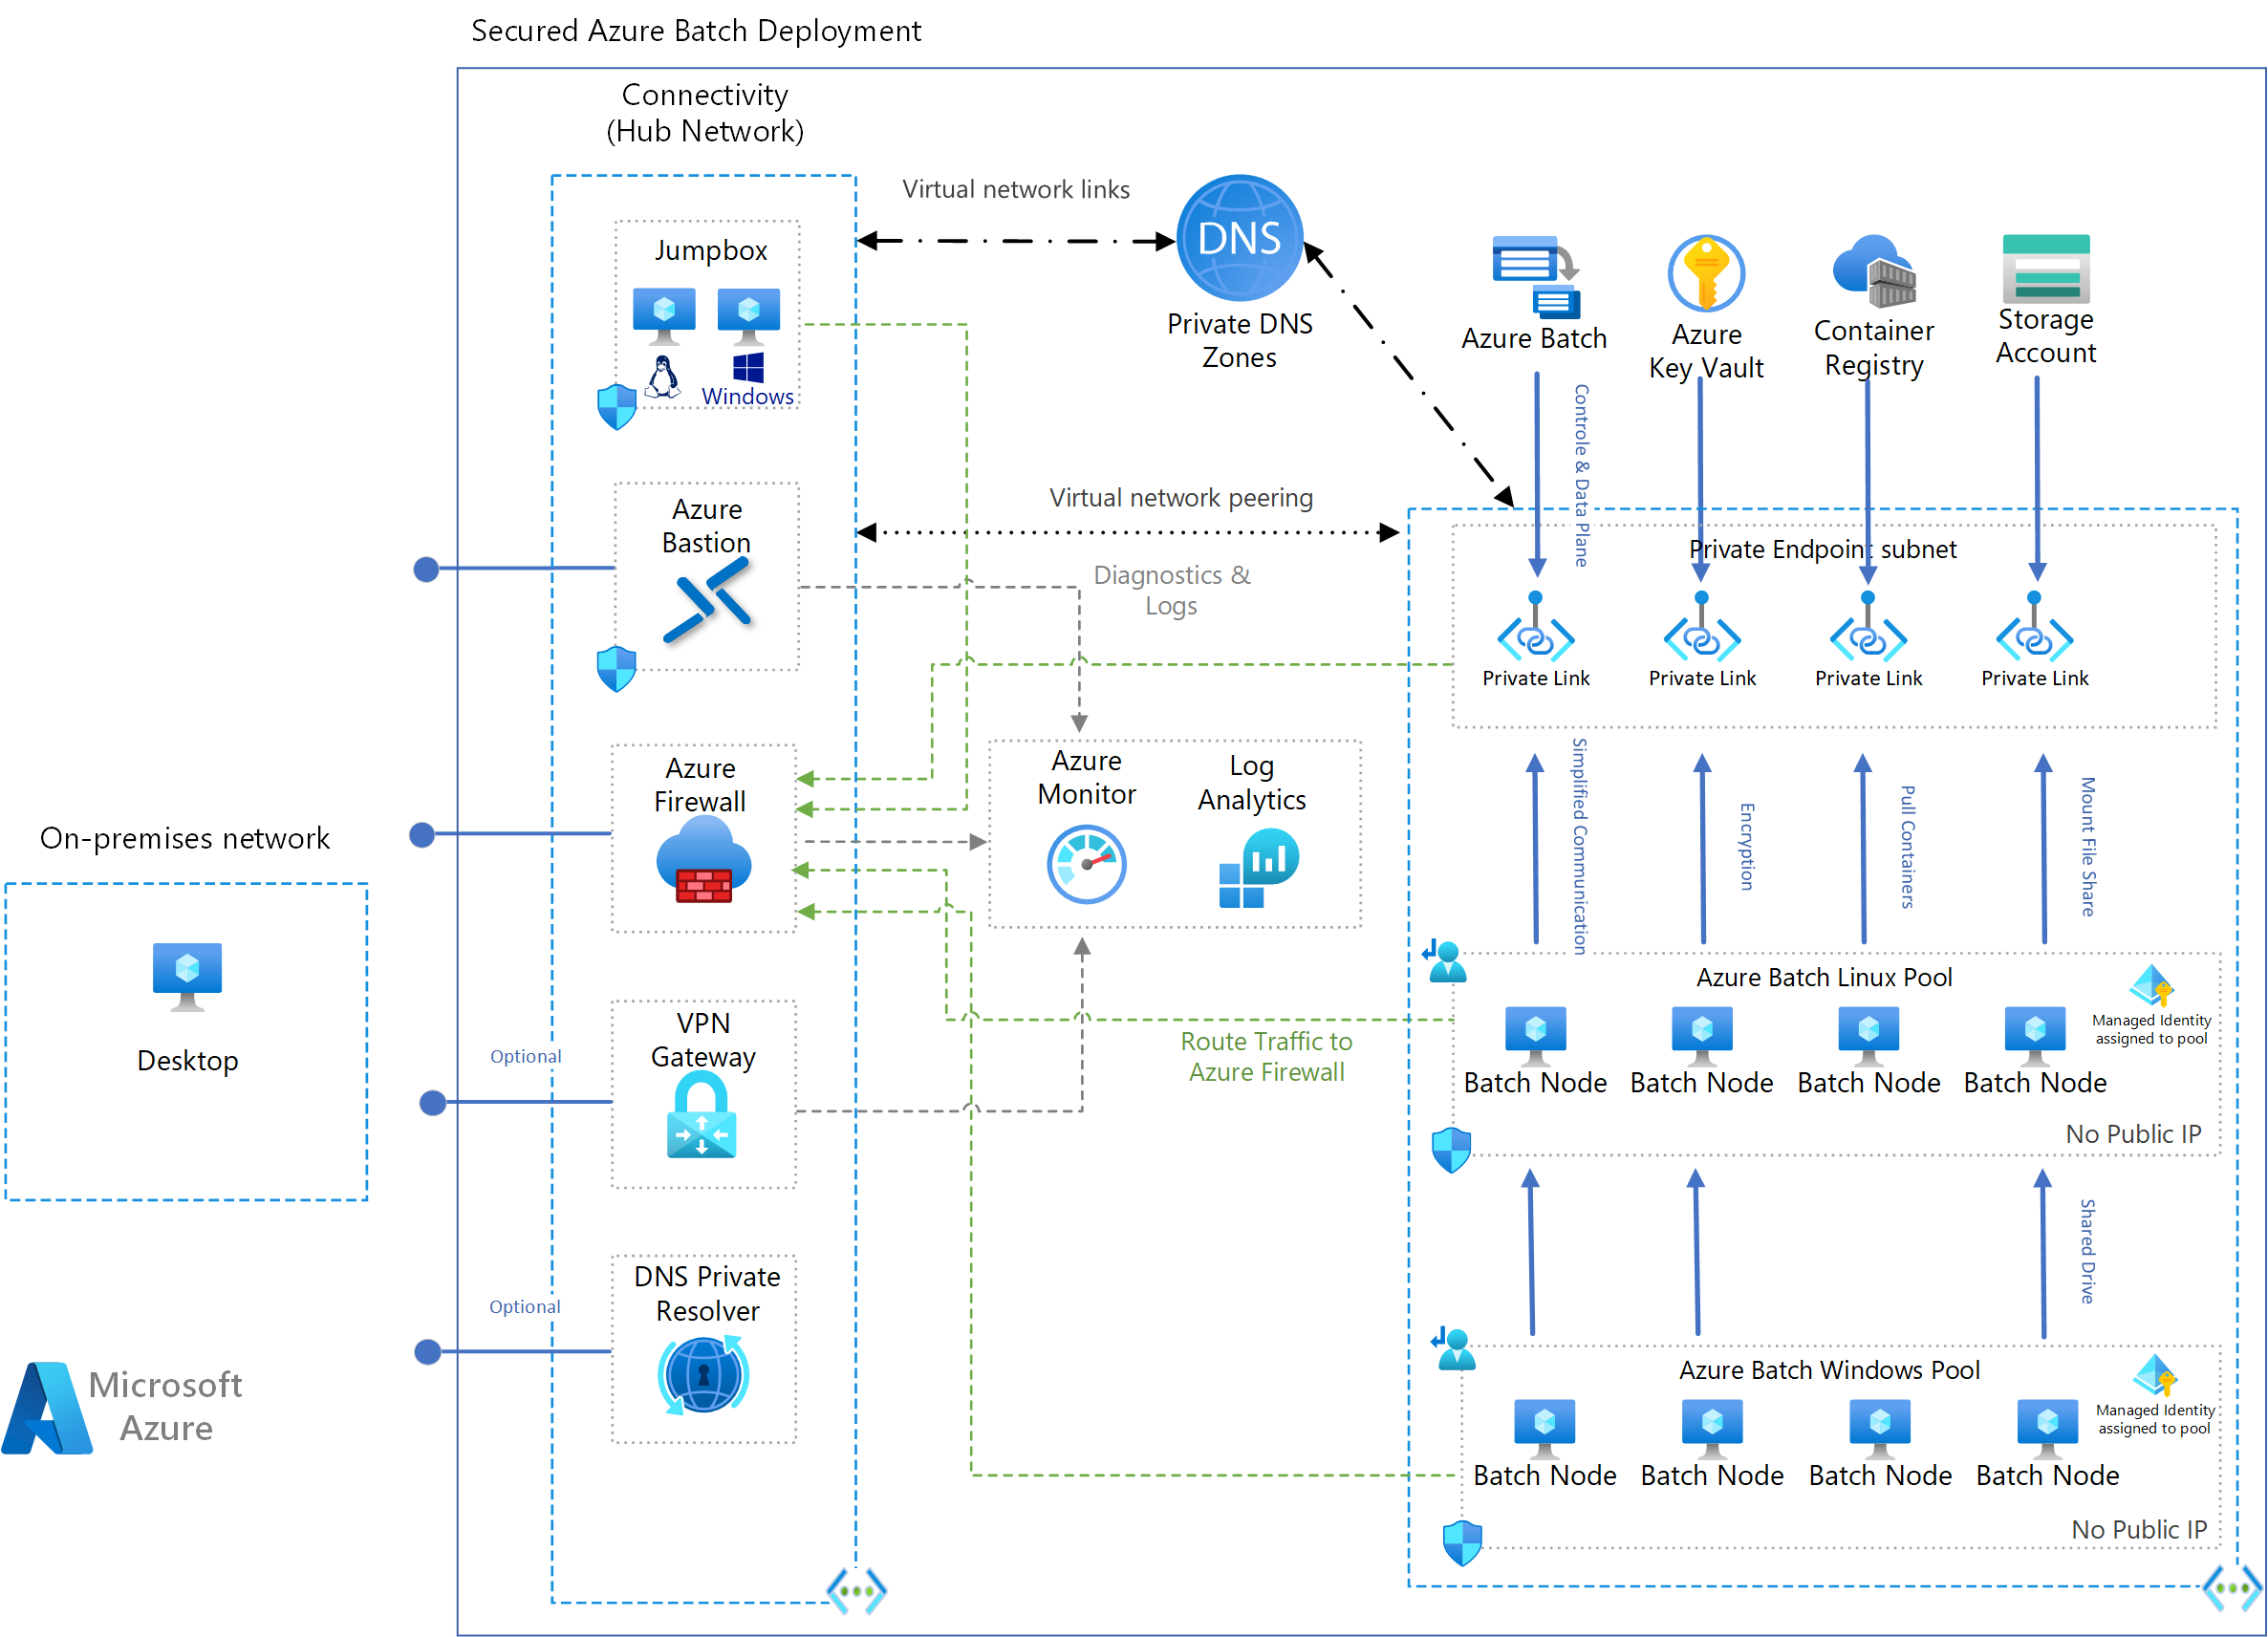 Secured Azure Batch Deployment
Connectivity
(Hub Network)
Jumpbox
Windows
Virtual network links
DNS
Private DNS
Zones
Azure Batch
Azure
Key Vault
Container
Registry
Storage
Account
Controle & Data Plane
Azure
Bastion
Virtual network peering
Diagnostics &
Logs
Private Endpoint subnet
Private Link
Private Link
Private Link
Private Link
Azure
Firewall
Azure
Monitor
Log
Analytics
Simplified Communication
Encryption
Pull Containers
Mount File Share
On-premises network
Desktop
Optional
VPN
Gateway
Route Traffic to
Azure Firewall
Azure Batch Linux Pool
Managed Identity
assigned to pool
Batch Node
Batch Node
Batch Node
Batch Node
No Public IP
Shared Drive
Optional
DNS Private
Resolver
Azure Batch Windows Pool
Managed Identity
assigned to pool
Batch Node
Batch Node
Batch Node
Batch Node
No Public IP
Microsoft
Azure